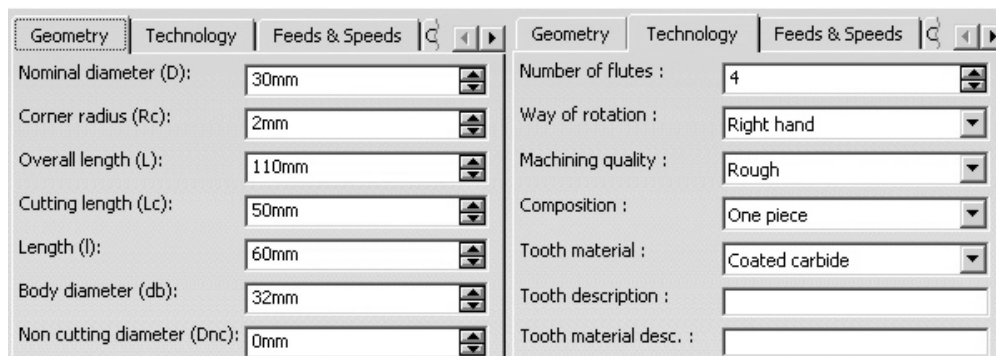 Geometry Technology Feeds & Speeds
Nominal diameter (D): 30mm
Corner radius (Rc): 2mm
Overall length (L): 110mm
Cutting length (Lc): 50mm
Length (l): 60mm
Body diameter (db): 32mm
Non cutting diameter (Dnc): 0mm
Geometry Technology Feeds & Speeds
Number of flutes : 4
Way of rotation : Right hand
Machining quality : Rough
Composition : One piece
Tooth material : Coated carbide
Tooth description :
Tooth material desc. :